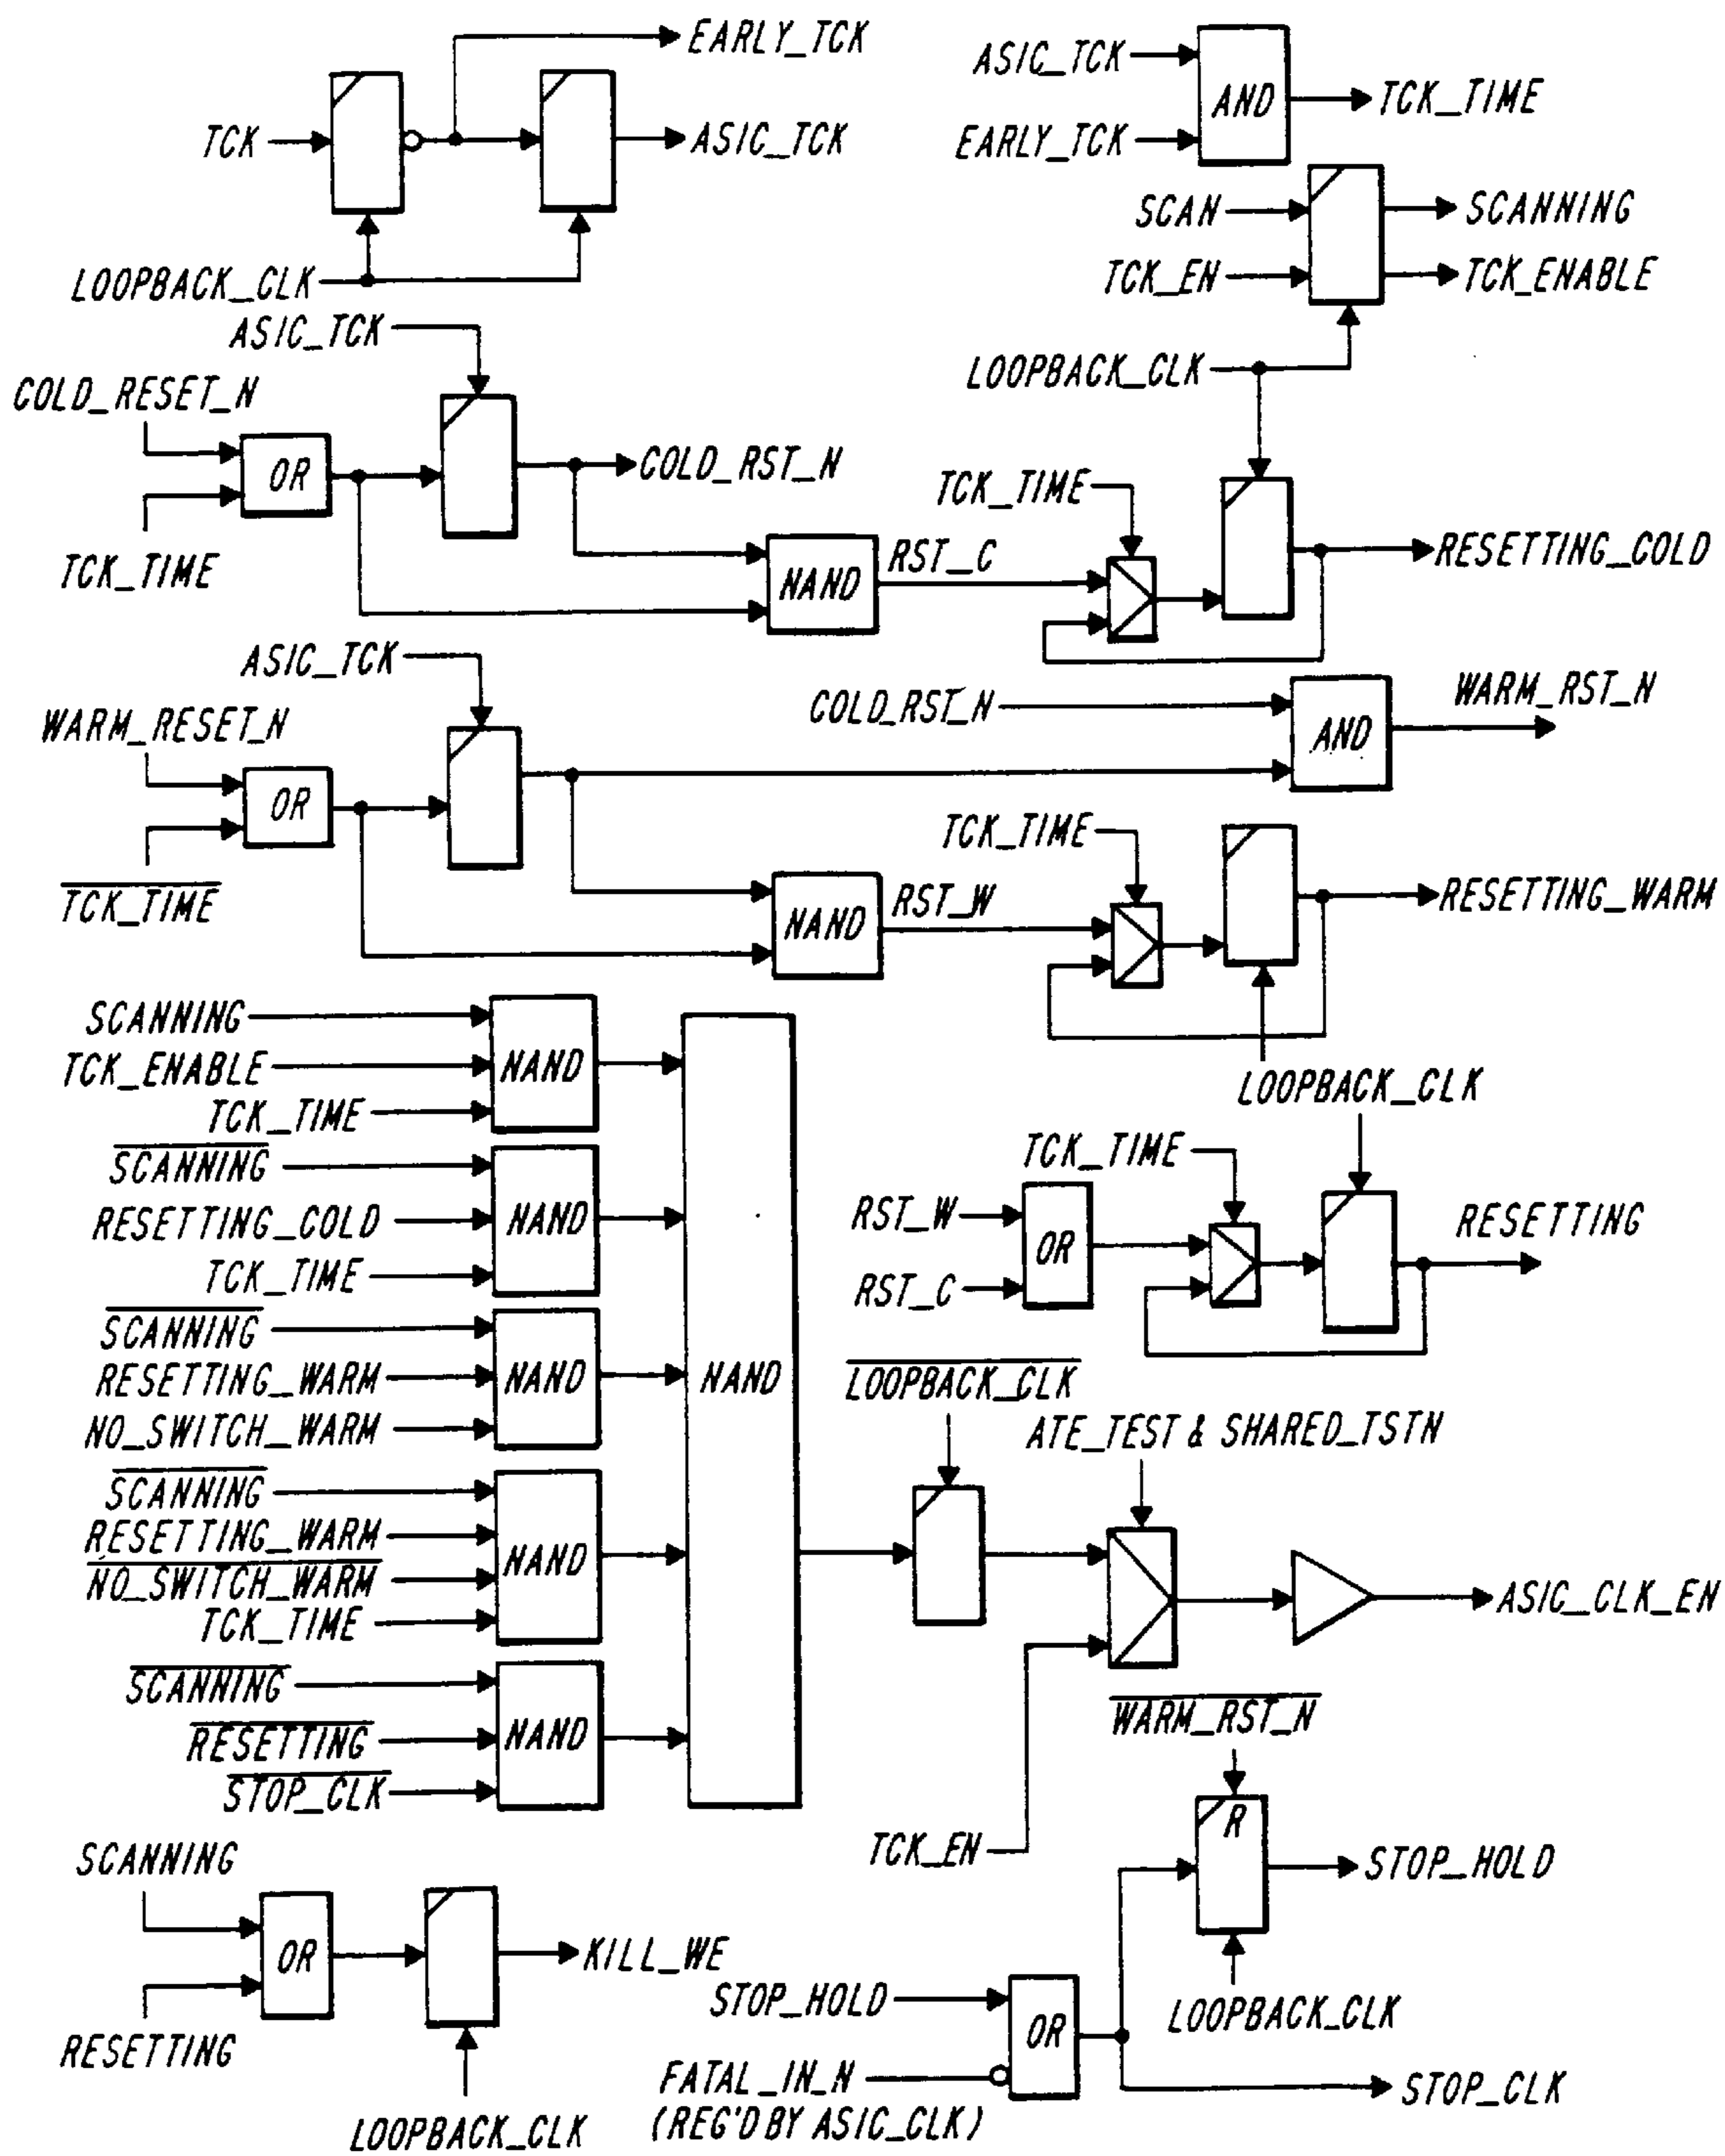 EARLY_TCK
TCK
ASIC_TCK
LOOPBACK_CLK
ASIC_TCK
EARLY_TCK
AND
TCK_TIME
SCAN
TCK_EN
SCANNING
TCK_ENABLE
LOOPBACK_CLK
ASIC_TCK
COLD_RESET_N
OR
TCK_TIME
COLD_RST_N
NAND
RST_C
TCK_TIME
RESETTING_COLD
ASIC_TCK
WARM_RESET_N
OR
TCK_TIME
COLD_RST_N
AND
WARM_RST_N
NAND
RST_W
TCK_TIME
RESETTING_WARM
LOOPBACK_CLK
SCANNING
TCK_ENABLE
TCK_TIME
NAND
SCANNING
RESETTING_COLD
TCK_TIME
NAND
SCANNING
RESETTING_WARM
NO_SWITCH_WARM
NAND
SCANNING
RESETTING_WARM
NO_SWITCH_WARM
TCK_TIME
NAND
SCANNING
RESETTING
STOP_CLK
NAND
NAND
TCK_TIME
RST_W
RST_C
OR
RESETTING
LOOPBACK_CLK
ATE_TEST & SHARED_TSTN
TCK_EN
ASIC_CLK_EN
SCANNING
RESETTING
OR
KILL_WE
LOOPBACK_CLK
WARM_RST_N
R
STOP_HOLD
LOOPBACK_CLK
STOP_HOLD
FATAL_IN_N
(REG'D BY ASIC_CLK)
OR
STOP_CLK